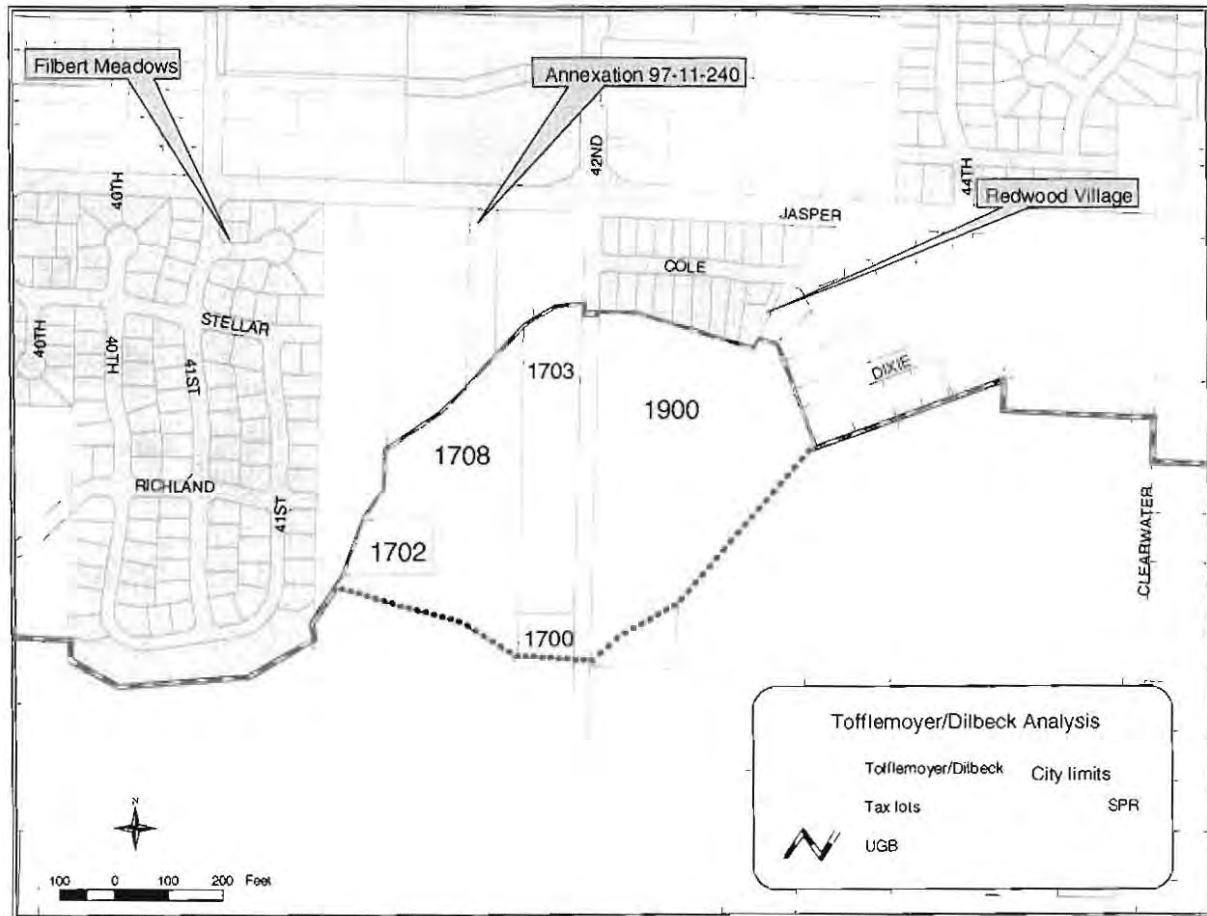 Filbert Meadows
Annexation 97-11-240
42ND
44TH
40TH
Redwood Village
JASPER
COLE
STELLAR
40TH
40TH
41ST
1703
DIXIE
1900
1708
RICHLAND
41ST
1702
CLEARWATER
1700
Tofflemoyer/Dilbeck Analysis
Tofflemoyer/Dilbeck City limits
Tax lots SPR
UGB
N
100 0 100 200 Feet